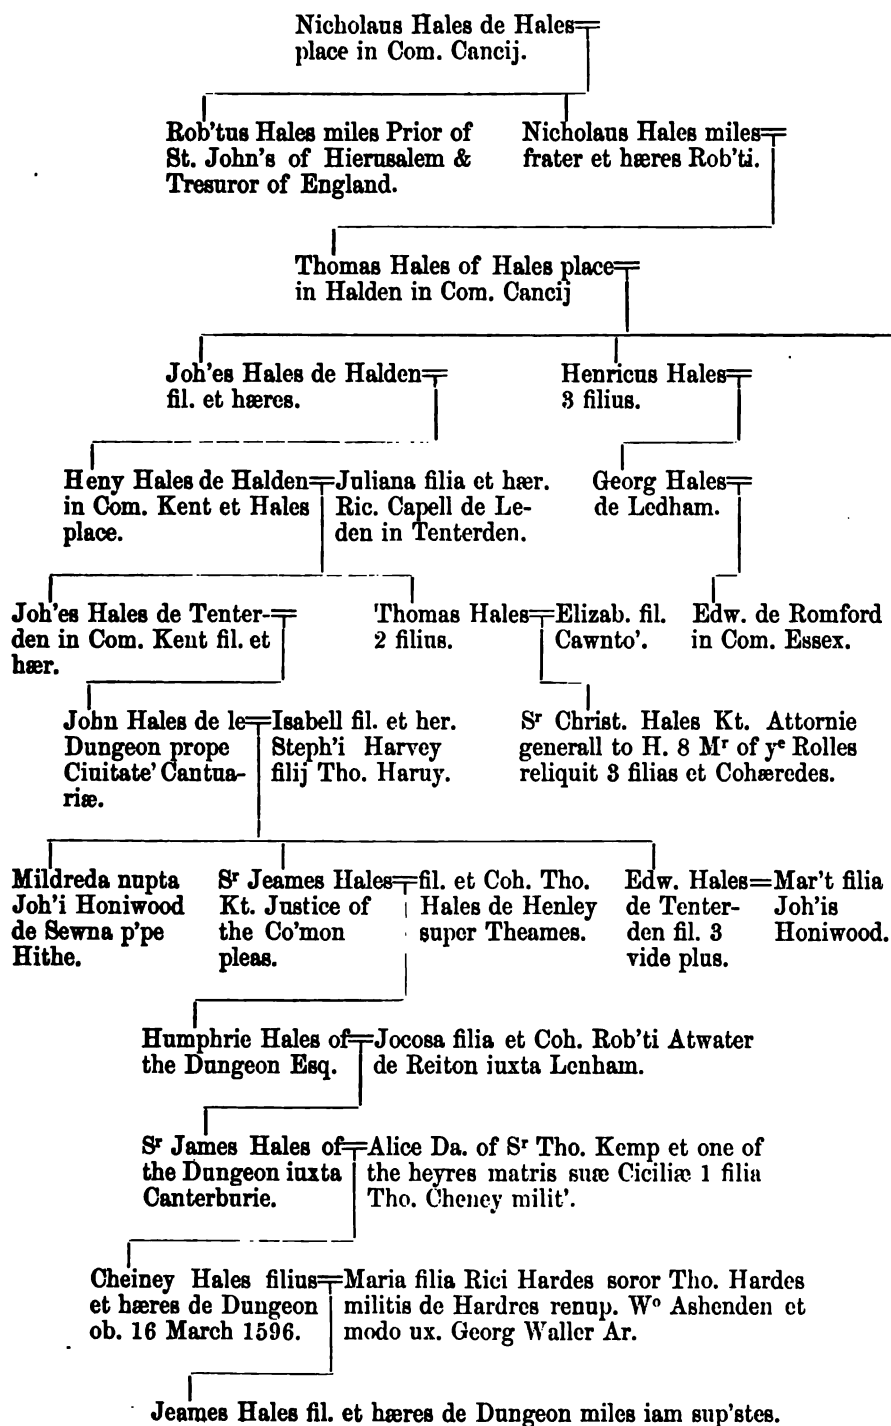 Nicholaus Hales de Hales
place in Com. Cancij.
Rob'tus Hales miles Prior of
St. John's of Hierusalem &
Tresuror of England.
Nicholaus Hales miles
frater et hæres Rob'ti.
Thomas Hales of Hales place
in Halden in Com. Cancij
Joh'es Hales de Halden
fil. et hæres.
Henricus Hales
3 filius.
Heny Hales de Halden
in Com. Kent et Hales
place.
Juliana filia et hær.
Ric. Capell de Le-
den in Tenterden.
Georg Hales
de Ledham.
Joh'es Hales de Tenter-
den in Com. Kent fil. et
hær.
Thomas Hales
2 filius.
Elizab. fil.
Cawnto'.
Edw. de Romford
in Com. Essex.
John Hales de le
Dungeon prope
Ciuitate' Cantua-
riæ.
Isabell fil. et her.
Steph'i Harvey
filij Tho. Haruy.
Sʳ Christ. Hales Kt. Attornie
generall to H. 8 Mʳ of yᵉ Rolles
reliquit 3 filias et Cohæredes.
Mildreda nupta
Joh'i Honiwood
de Sewna p'pe
Hithe.
Sʳ Jeames Hales
Kt. Justice of
the Co'mon
pleas.
fil. et Coh. Tho.
Hales de Henley
super Theames.
Edw. Hales
de Tenter-
den fil. 3
vide plus.
Mar't filia
Joh'is
Honiwood.
Humphrie Hales of
the Dungeon Esq.
Jocosa filia et Coh. Rob'ti Atwater
de Reiton iuxta Lenham.
Sʳ James Hales of
the Dungeon iuxta
Canterburie.
Alice Da. of Sʳ Tho. Kemp et one of
the heyres matris suæ Ciciliæ 1 filia
Tho. Cheney milit'.
Cheiney Hales filius
et hæres de Dungeon
ob. 16 March 1596.
Maria filia Rici Hardes soror Tho. Hardes
militis de Hardres renup. Wᵒ Ashenden et
modo ux. Georg Waller Ar.
Jeames Hales fil. et hæres de Dungeon miles iam sup'stes.